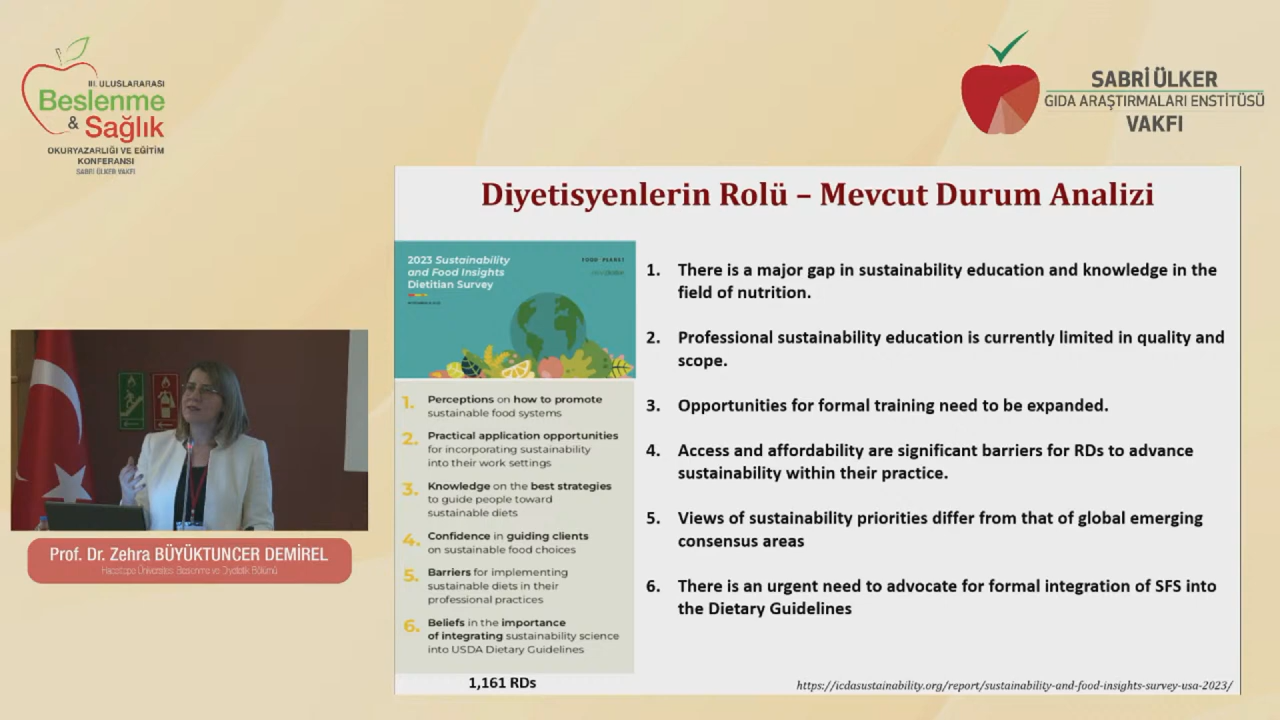 III. ULUSLARARASI
Beslenme
& Sağlık
OKURYAZARLIĞI VE EĞİTİM
KONFERANSI
SABRİ ÜLKER VAKFI
SABRİ ÜLKER
GIDA ARAŞTIRMALARI ENSTİTÜSÜ
VAKFI
Diyetisyenlerin Rolü – Mevcut Durum Analizi
2023 Sustainability
and Food Insights
Dietitian Survey
FOOD + PLANET
1. Perceptions on how to promote
sustainable food systems
2. Practical application opportunities
for incorporating sustainability
into their work settings
3. Knowledge on the best strategies
to guide people toward
sustainable diets
4. Confidence in guiding clients
on sustainable food choices
5. Barriers for implementing
sustainable diets in their
professional practices
6. Beliefs in the importance
of integrating sustainability science
into USDA Dietary Guidelines
1,161 RDs
1. There is a major gap in sustainability education and knowledge in the
field of nutrition.
2. Professional sustainability education is currently limited in quality and
scope.
3. Opportunities for formal training need to be expanded.
4. Access and affordability are significant barriers for RDs to advance
sustainability within their practice.
5. Views of sustainability priorities differ from that of global emerging
consensus areas
6. There is an urgent need to advocate for formal integration of SFS into
the Dietary Guidelines
https://icdasustainability.org/report/sustainability-and-food-insights-survey-usa-2023/
Prof. Dr. Zehra BÜYÜKTUNCER DEMİREL
Hacettepe Üniversitesi Beslenme ve Diyetetik Bölümü